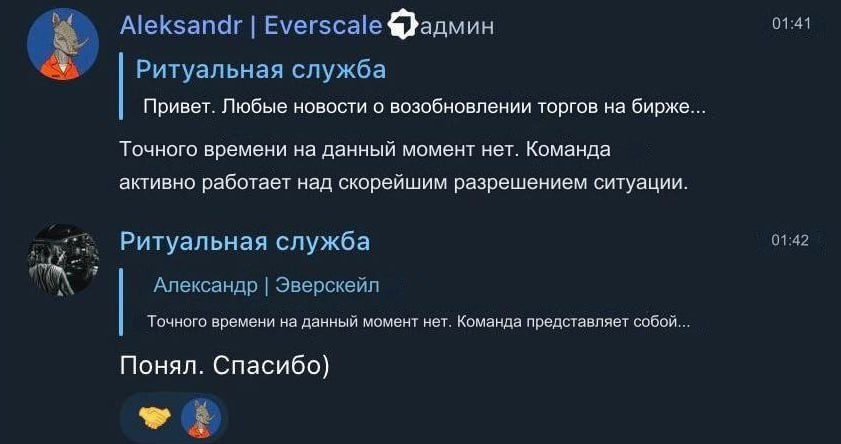 Aleksandr | Everscale админ 01:41
Ритуальная служба
Привет. Любые новости о возобновлении торгов на бирже...
Точного времени на данный момент нет. Команда
активно работает над скорейшим разрешением ситуации.
Ритуальная служба 01:42
Александр | Эверскейл
Точного времени на данный момент нет. Команда представляет собой...
Понял. Спасибо)